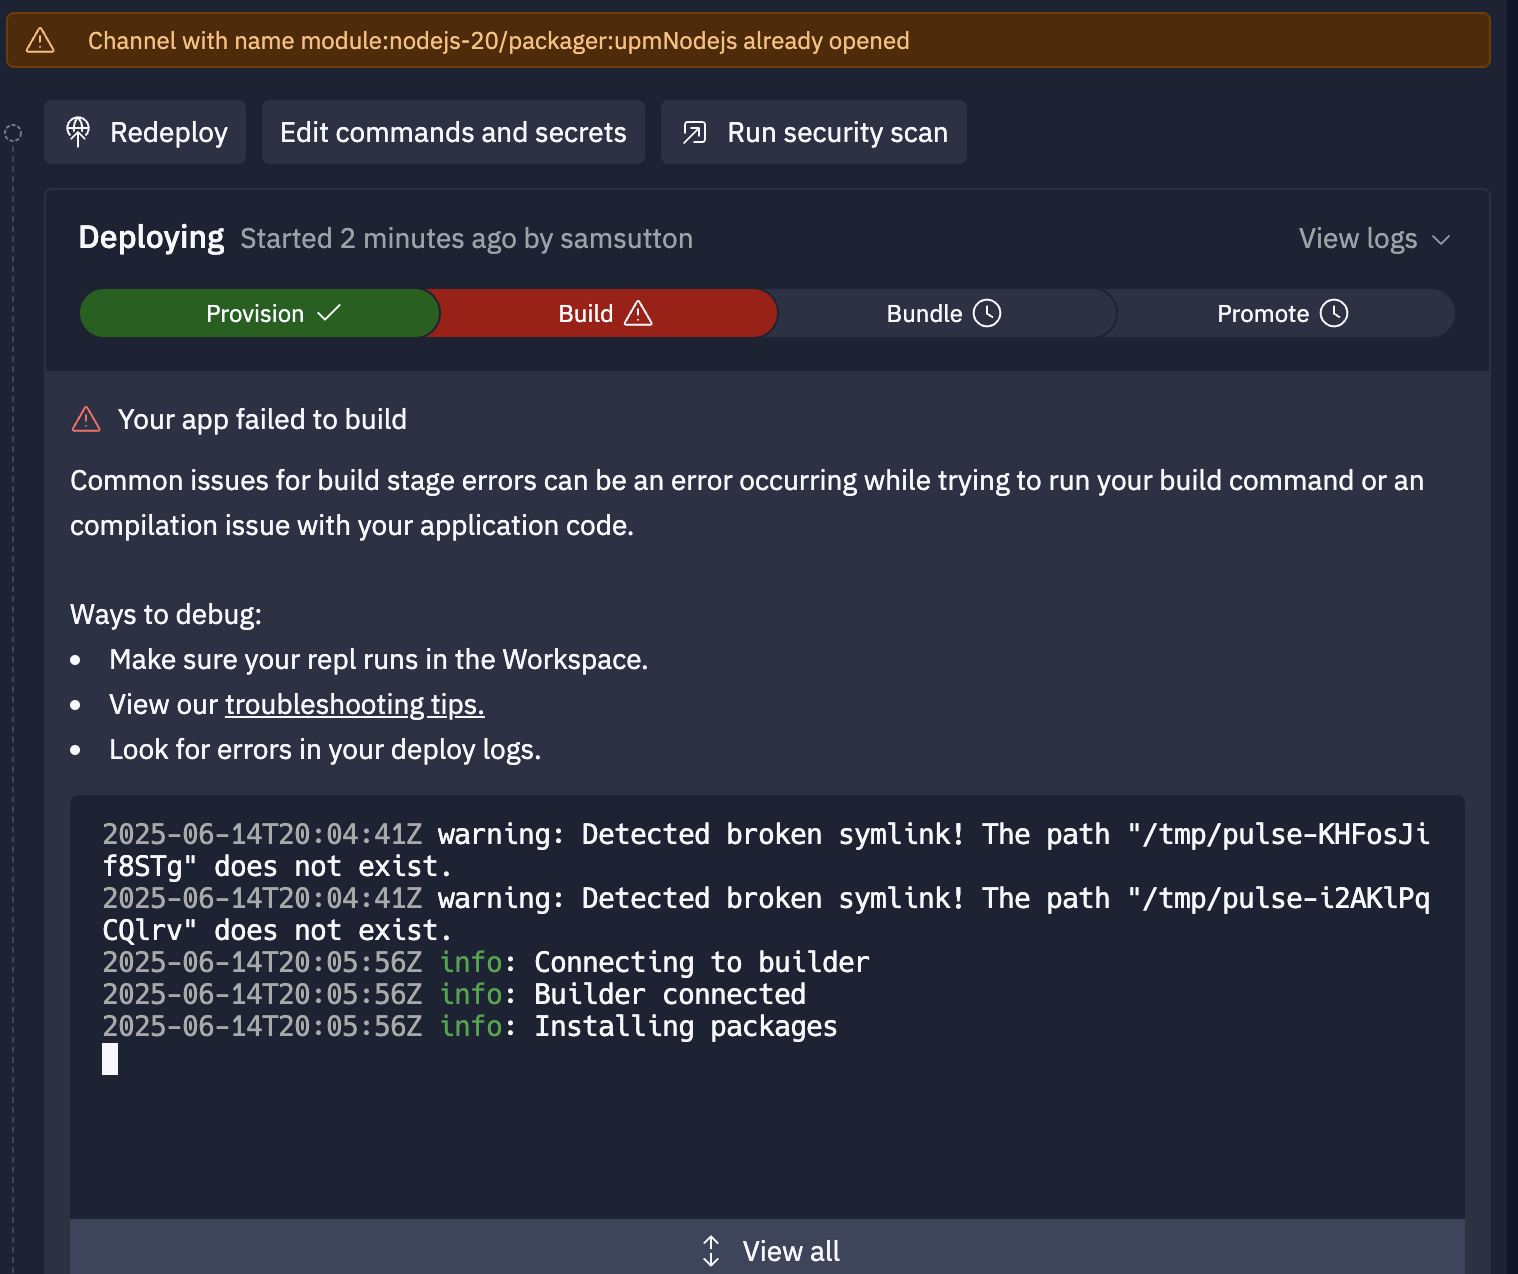 Channel with name module:nodejs-20/packager:upmNodejs already opened
Redeploy
Edit commands and secrets
Run security scan
Deploying Started 2 minutes ago by samsutton
View logs
Provision
Build
Bundle
Promote
Your app failed to build
Common issues for build stage errors can be an error occurring while trying to run your build command or an
compilation issue with your application code.
Ways to debug:
• Make sure your repl runs in the Workspace.
• View our troubleshooting tips.
• Look for errors in your deploy logs.
2025-06-14T20:04:41Z warning: Detected broken symlink! The path "/tmp/pulse-KHFosJi
f8STg" does not exist.
2025-06-14T20:04:41Z warning: Detected broken symlink! The path "/tmp/pulse-i2AKlPq
CQlrv" does not exist.
2025-06-14T20:05:56Z info: Connecting to builder
2025-06-14T20:05:56Z info: Builder connected
2025-06-14T20:05:56Z info: Installing packages
View all